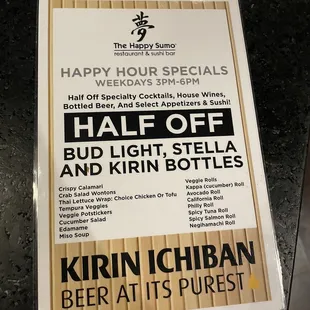 夢
The Happy Sumo
restaurant & sushi bar
HAPPY HOUR SPECIALS
WEEKDAYS 3PM-6PM
Half Off Specialty Cocktails, House Wines,
Bottled Beer, And Select Appetizers & Sushi!
HALF OFF
BUD LIGHT, STELLA
AND KIRIN BOTTLES
Crispy Calamari
Crab Salad Wontons
Thai Lettuce Wrap: Choice Chicken Or Tofu
Tempura Veggies
Veggie Potstickers
Cucumber Salad
Edamame
Miso Soup
Veggie Rolls
Kappa (cucumber) Roll
Avocado Roll
California Roll
Philly Roll
Spicy Tuna Roll
Spicy Salmon Roll
Negihamachi Roll
KIRIN ICHIBAN
BEER AT ITS PUREST